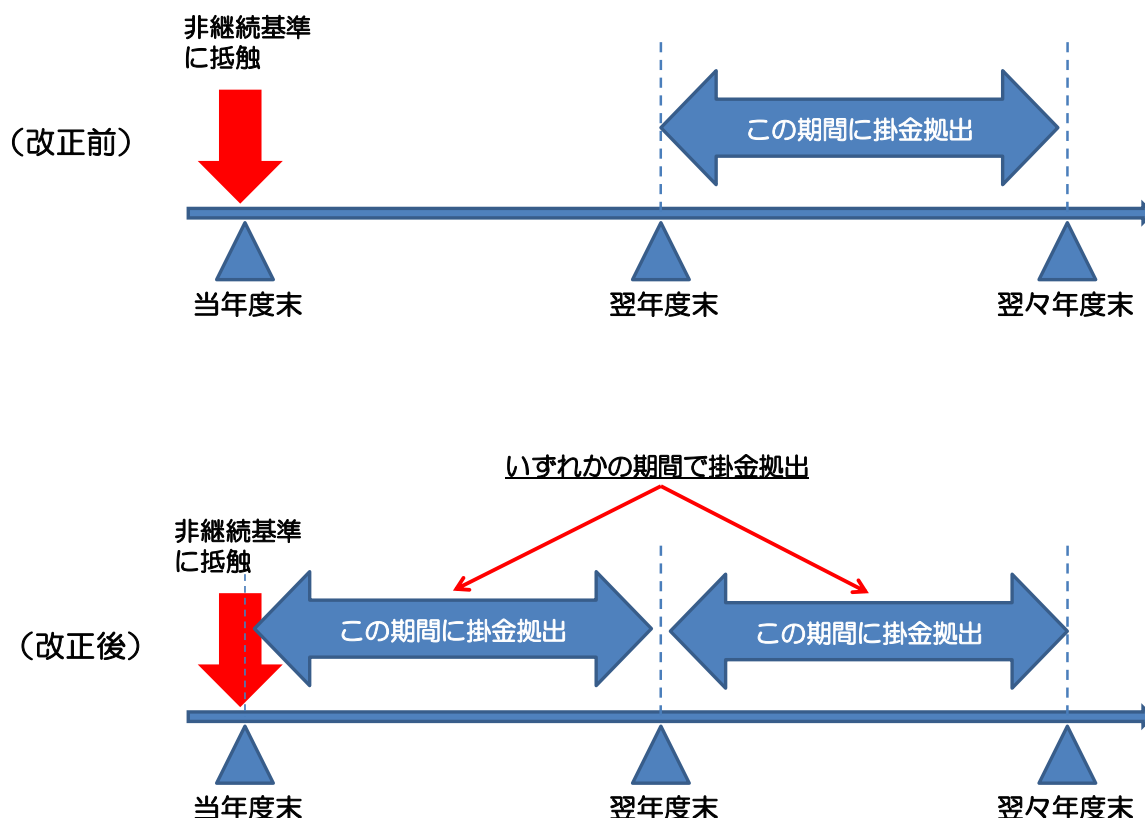 非継続基準
に抵触
(改正前)
この期間に掛金拠出
当年度末
翌年度末
翌々年度末
いずれかの期間で掛金拠出
非継続基準
に抵触
(改正後)
この期間に掛金拠出
この期間に掛金拠出
当年度末
翌年度末
翌々年度末